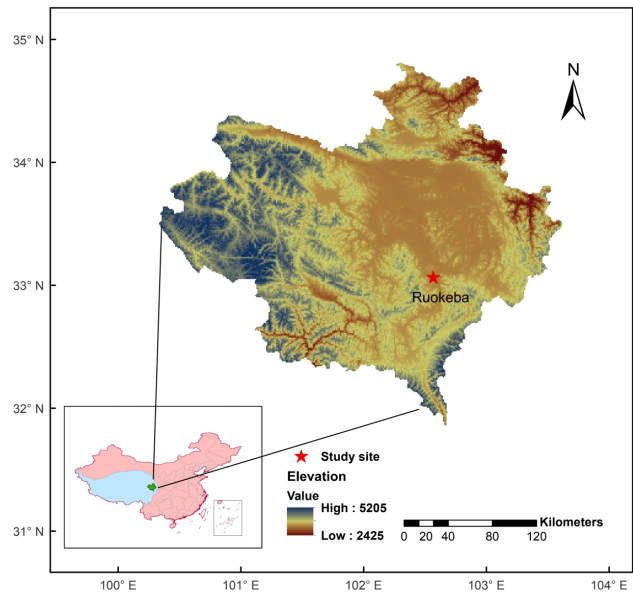 35° N
N
34° N
33° N
Ruokeba
32° N
Study site
Elevation
Value
High : 5205
Low : 2425
Kilometers
0 20 40 80 120
31° N
100° E 101° E 102° E 103° E 104° E